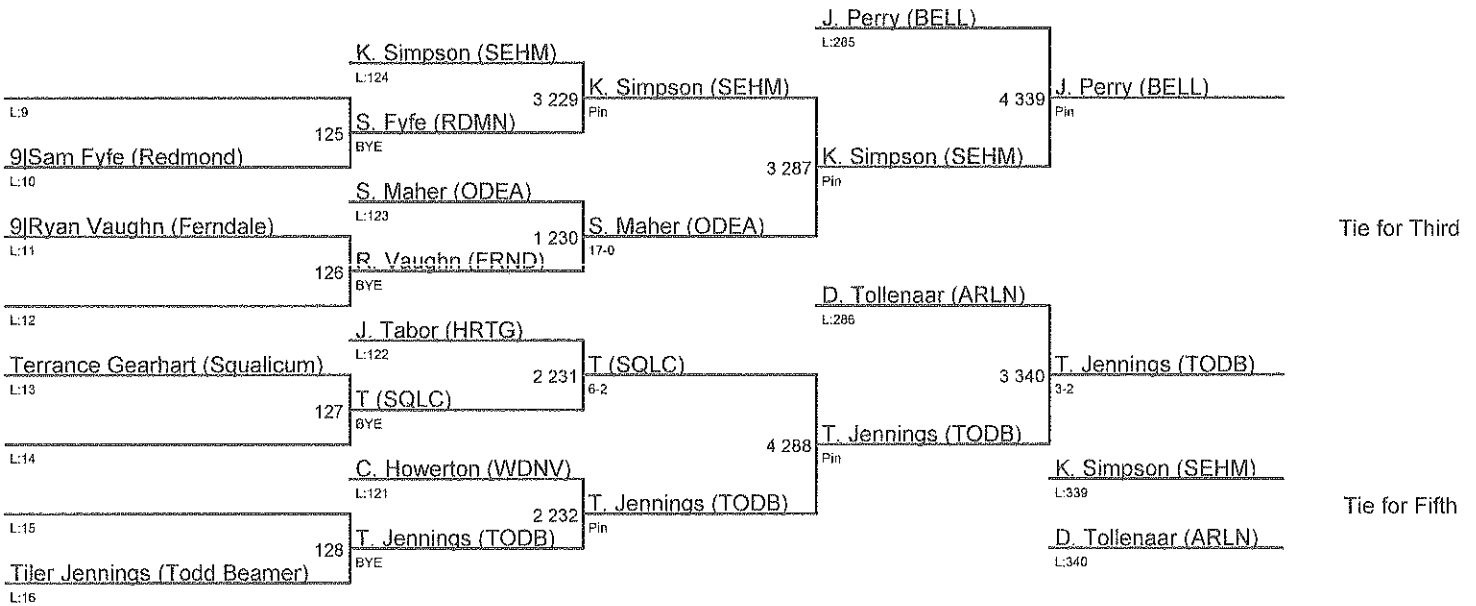 J. Perry (BELL)
L:285
K. Simpson (SEHM)
L:124
3 229
K. Simpson (SEHM)
Pin
4 339
J. Perry (BELL)
Pin
L:9
125
S. Fyfe (RDMN)
BYE
9|Sam Fyfe (Redmond)
L:10
3 287
K. Simpson (SEHM)
Pin
S. Maher (ODEA)
L:123
9|Ryan Vaughn (Ferndale)
L:11
1 230
S. Maher (ODEA)
17-0
Tie for Third
126
R. Vaughn (FRND)
BYE
L:12
D. Tollenaar (ARLN)
L:286
J. Tabor (HRTG)
L:122
Terrance Gearhart (Squalicum)
L:13
2 231
T (SQLC)
6-2
3 340
T. Jennings (TODB)
3-2
127
T (SQLC)
BYE
L:14
4 288
T. Jennings (TODB)
Pin
C. Howerton (WDNV)
L:121
K. Simpson (SEHM)
L:339
L:15
2 232
T. Jennings (TODB)
Pin
Tie for Fifth
128
T. Jennings (TODB)
BYE
D. Tollenaar (ARLN)
L:340
Tiler Jennings (Todd Beamer)
L:16